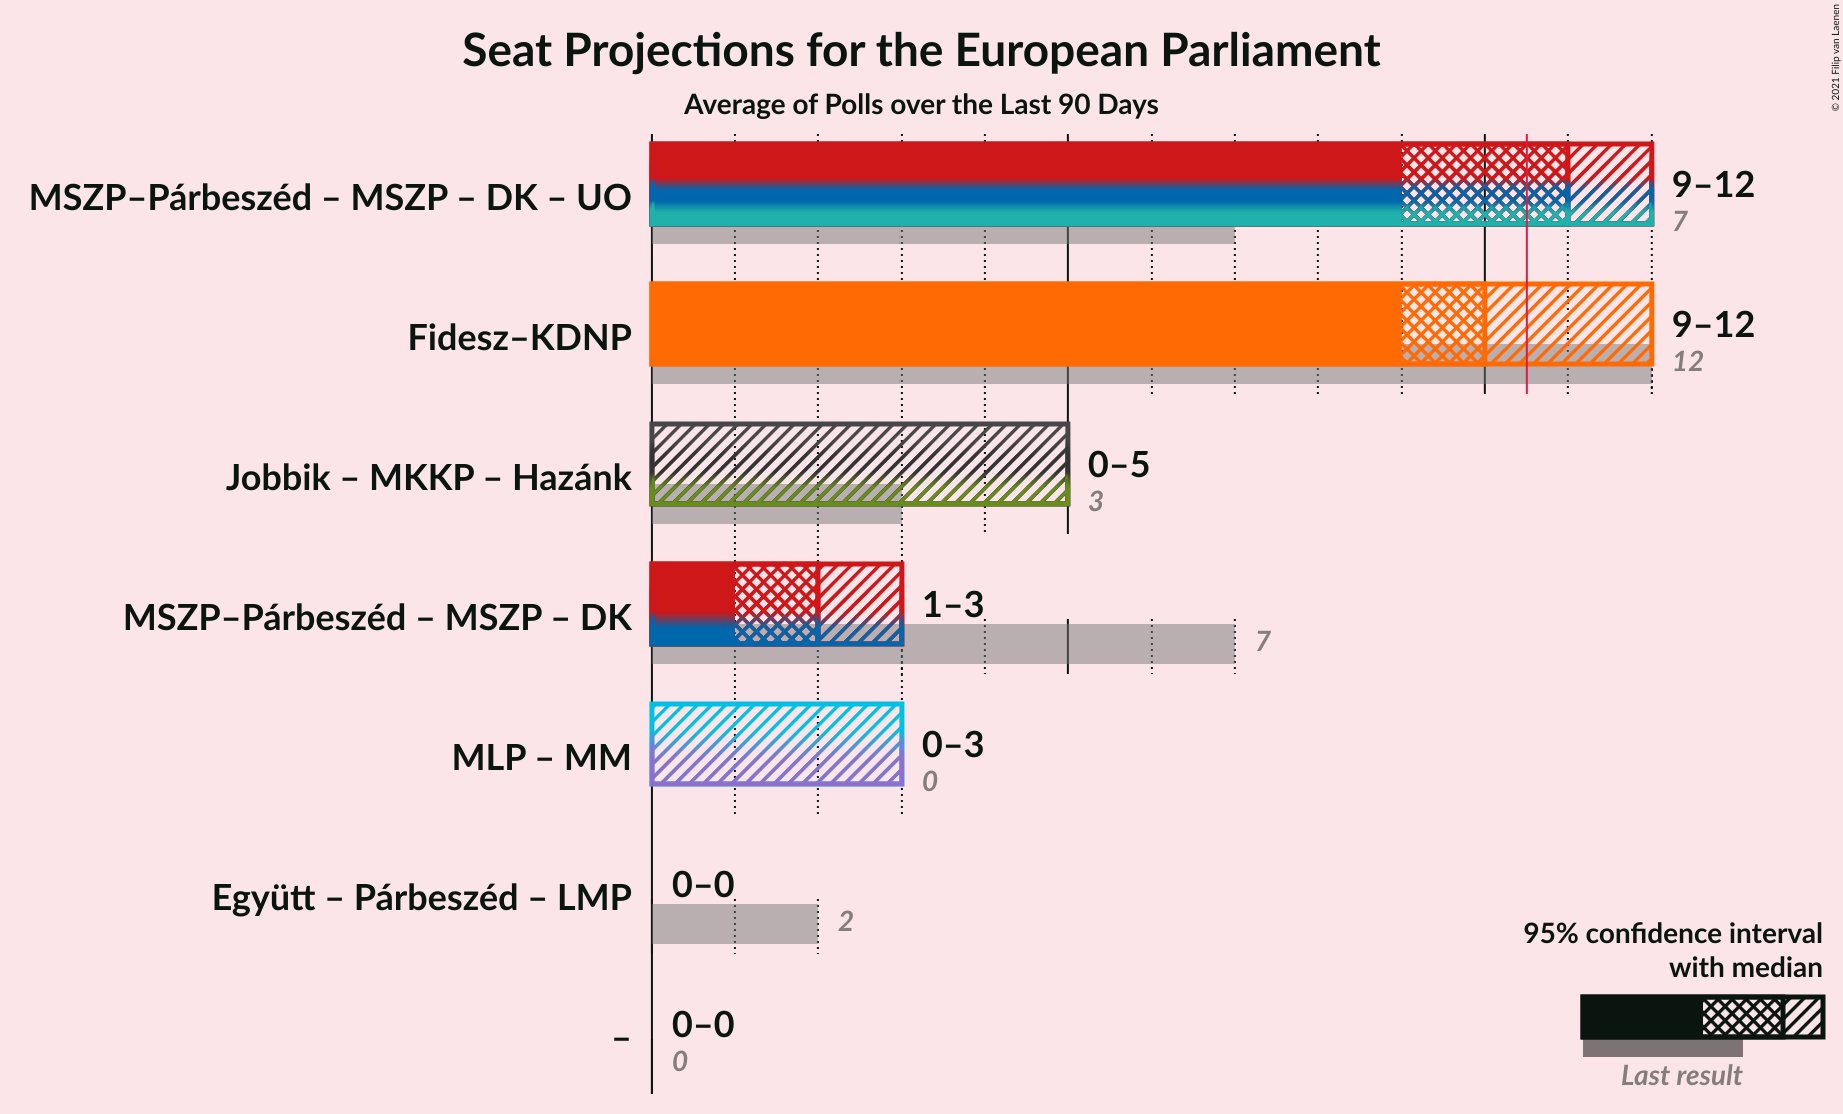 Seat Projections for the European Parliament
Average of Polls over the Last 90 Days
© 2021 Filip van Laenen
MSZP–Párbeszéd – MSZP – DK – UO
9–12
7
Fidesz–KDNP
9–12
12
Jobbik – MKKP – Hazánk
0–5
3
MSZP–Párbeszéd – MSZP – DK
1–3
7
MLP – MM
0–3
0
Együtt – Párbeszéd – LMP
0–0
2
–
0–0
0
95% confidence interval
with median
Last result